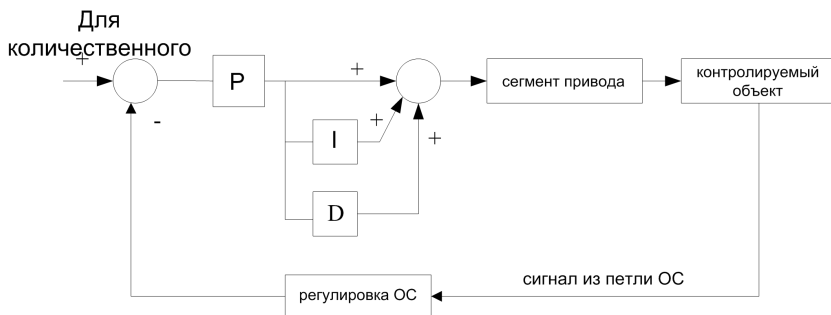 Для
количественного
+
-
P
+
I
+
D
+
сегмент привода
контролируемый
объект
сигнал из петли ОС
регулировка ОС